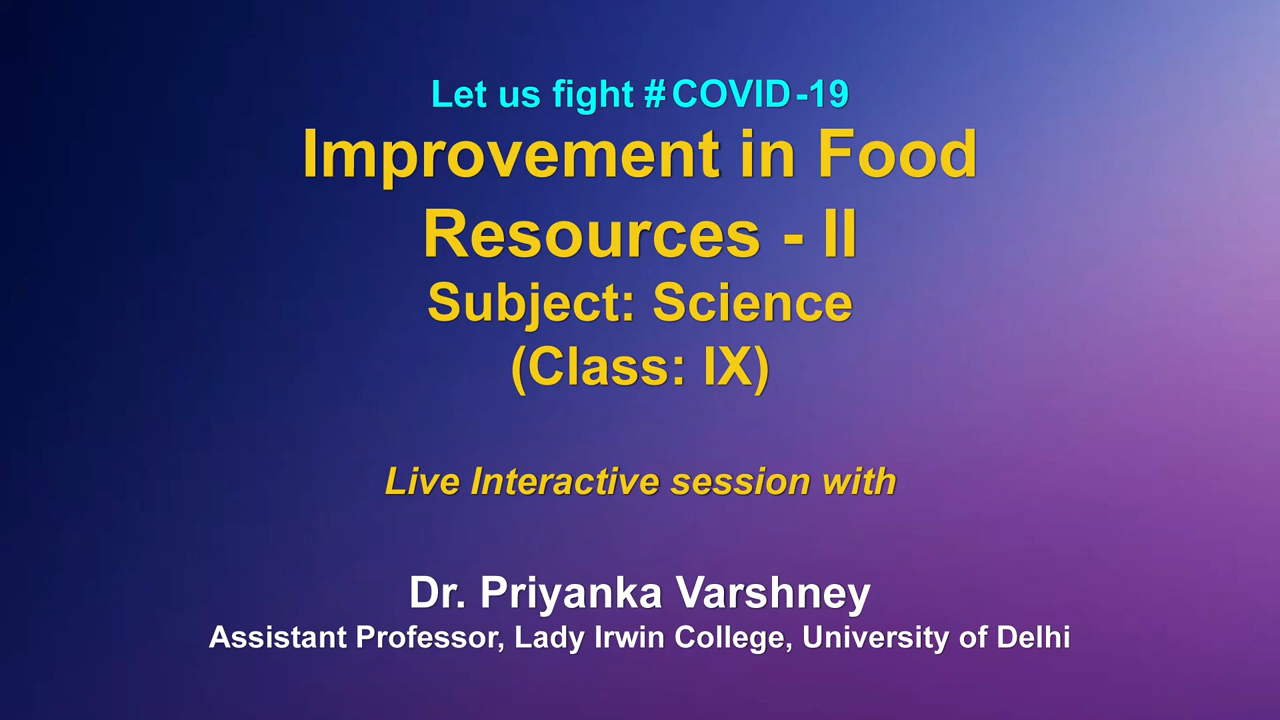 Let us fight #COVID-19
Improvement in Food
Resources - II
Subject: Science
(Class: IX)
Live Interactive session with
Dr. Priyanka Varshney
Assistant Professor, Lady Irwin College, University of Delhi